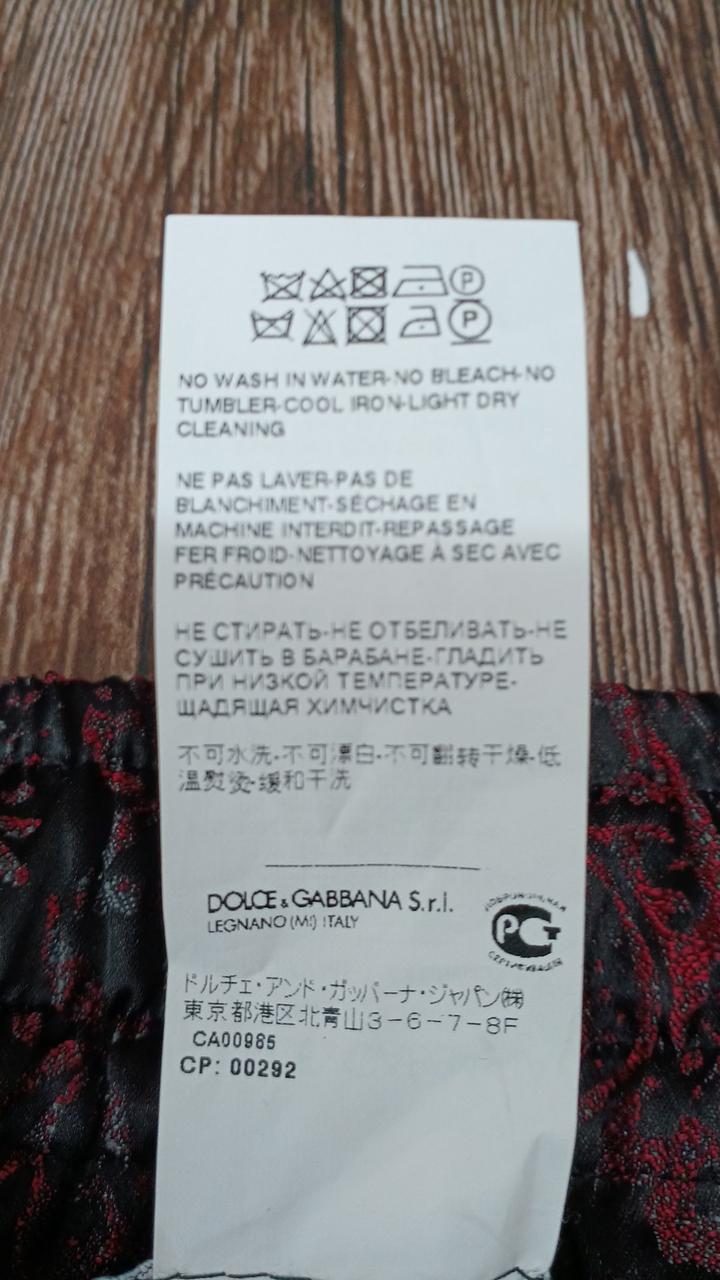 P
P
NO WASH IN WATER-NO BLEACH-NO
TUMBLER-COOL IRON-LIGHT DRY
CLEANING
NE PAS LAVER-PAS DE
BLANCHIMENT-SÉCHAGE EN
MACHINE INTERDIT-REPASSAGE
FER FROID-NETTOYAGE À SEC AVEC
PRÉCAUTION
НЕ СТИРАТЬ-НЕ ОТБЕЛИВАТЬ-НЕ
СУШИТЬ В БАРАБАНЕ-ГЛАДИТЬ
ПРИ НИЗКОЙ ТЕМПЕРАТУРЕ-
ЩАДЯЩАЯ ХИМЧИСТКА
不可水洗-不可漂白-不可翻转干燥-低
温熨烫-缓和干洗
DOLCE & GABBANA S.r.l.
LEGNANO (MI) ITALY
ДОБРОВОЛЬНАЯ
РСТ
СЕРТИФИКАЦИЯ
ドルチェ・アンド・ガッバーナ・ジャパン㈱
東京都港区北青山3-6-7-8F
CA00985
CP: 00292